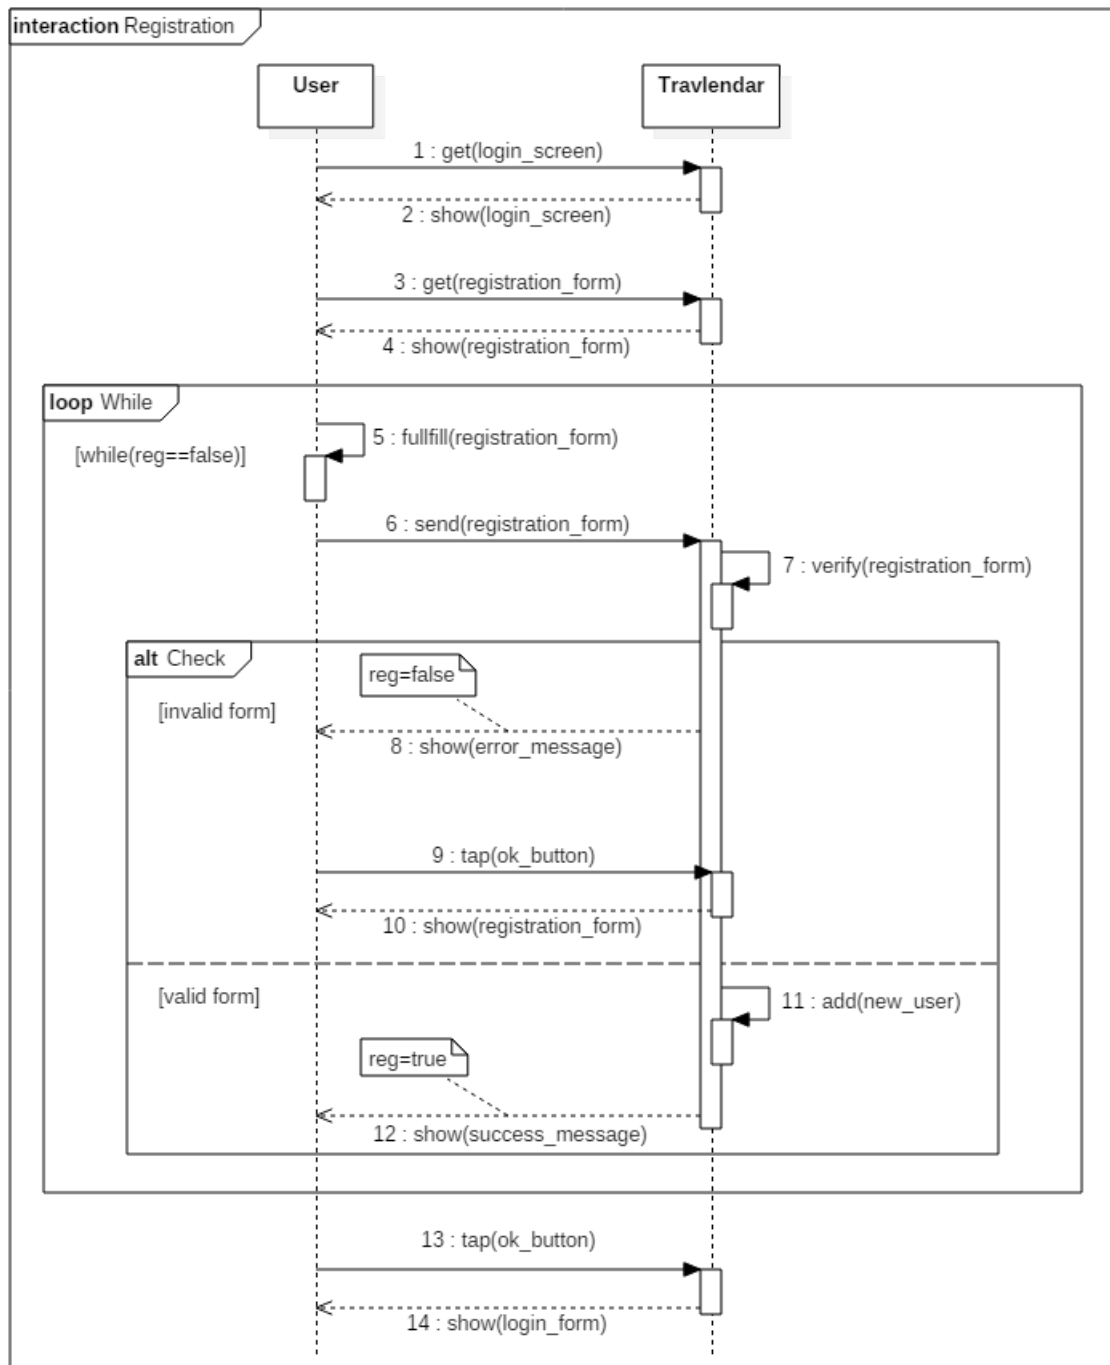 interaction Registration
User
Travlendar
1 : get(login_screen)
2 : show(login_screen)
3 : get(registration_form)
4 : show(registration_form)
loop While
[while(reg==false)]
5 : fullfill(registration_form)
6 : send(registration_form)
7 : verify(registration_form)
alt Check
reg=false
[invalid form]
8 : show(error_message)
9 : tap(ok_button)
10 : show(registration_form)
[valid form]
11 : add(new_user)
reg=true
12 : show(success_message)
13 : tap(ok_button)
14 : show(login_form)